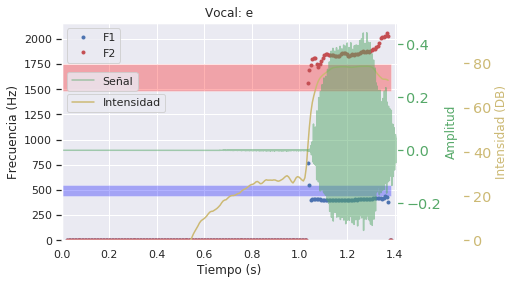 Vocal: e
F1
F2
Señal
Intensidad
Frecuencia (Hz)
2000
1750
1500
1250
1000
750
500
250
0
0.0 0.2 0.4 0.6 0.8 1.0 1.2 1.4
Tiempo (s)
0.4
0.2
0.0
−0.2
Amplitud
80
60
40
20
0
Intensidad (DB)